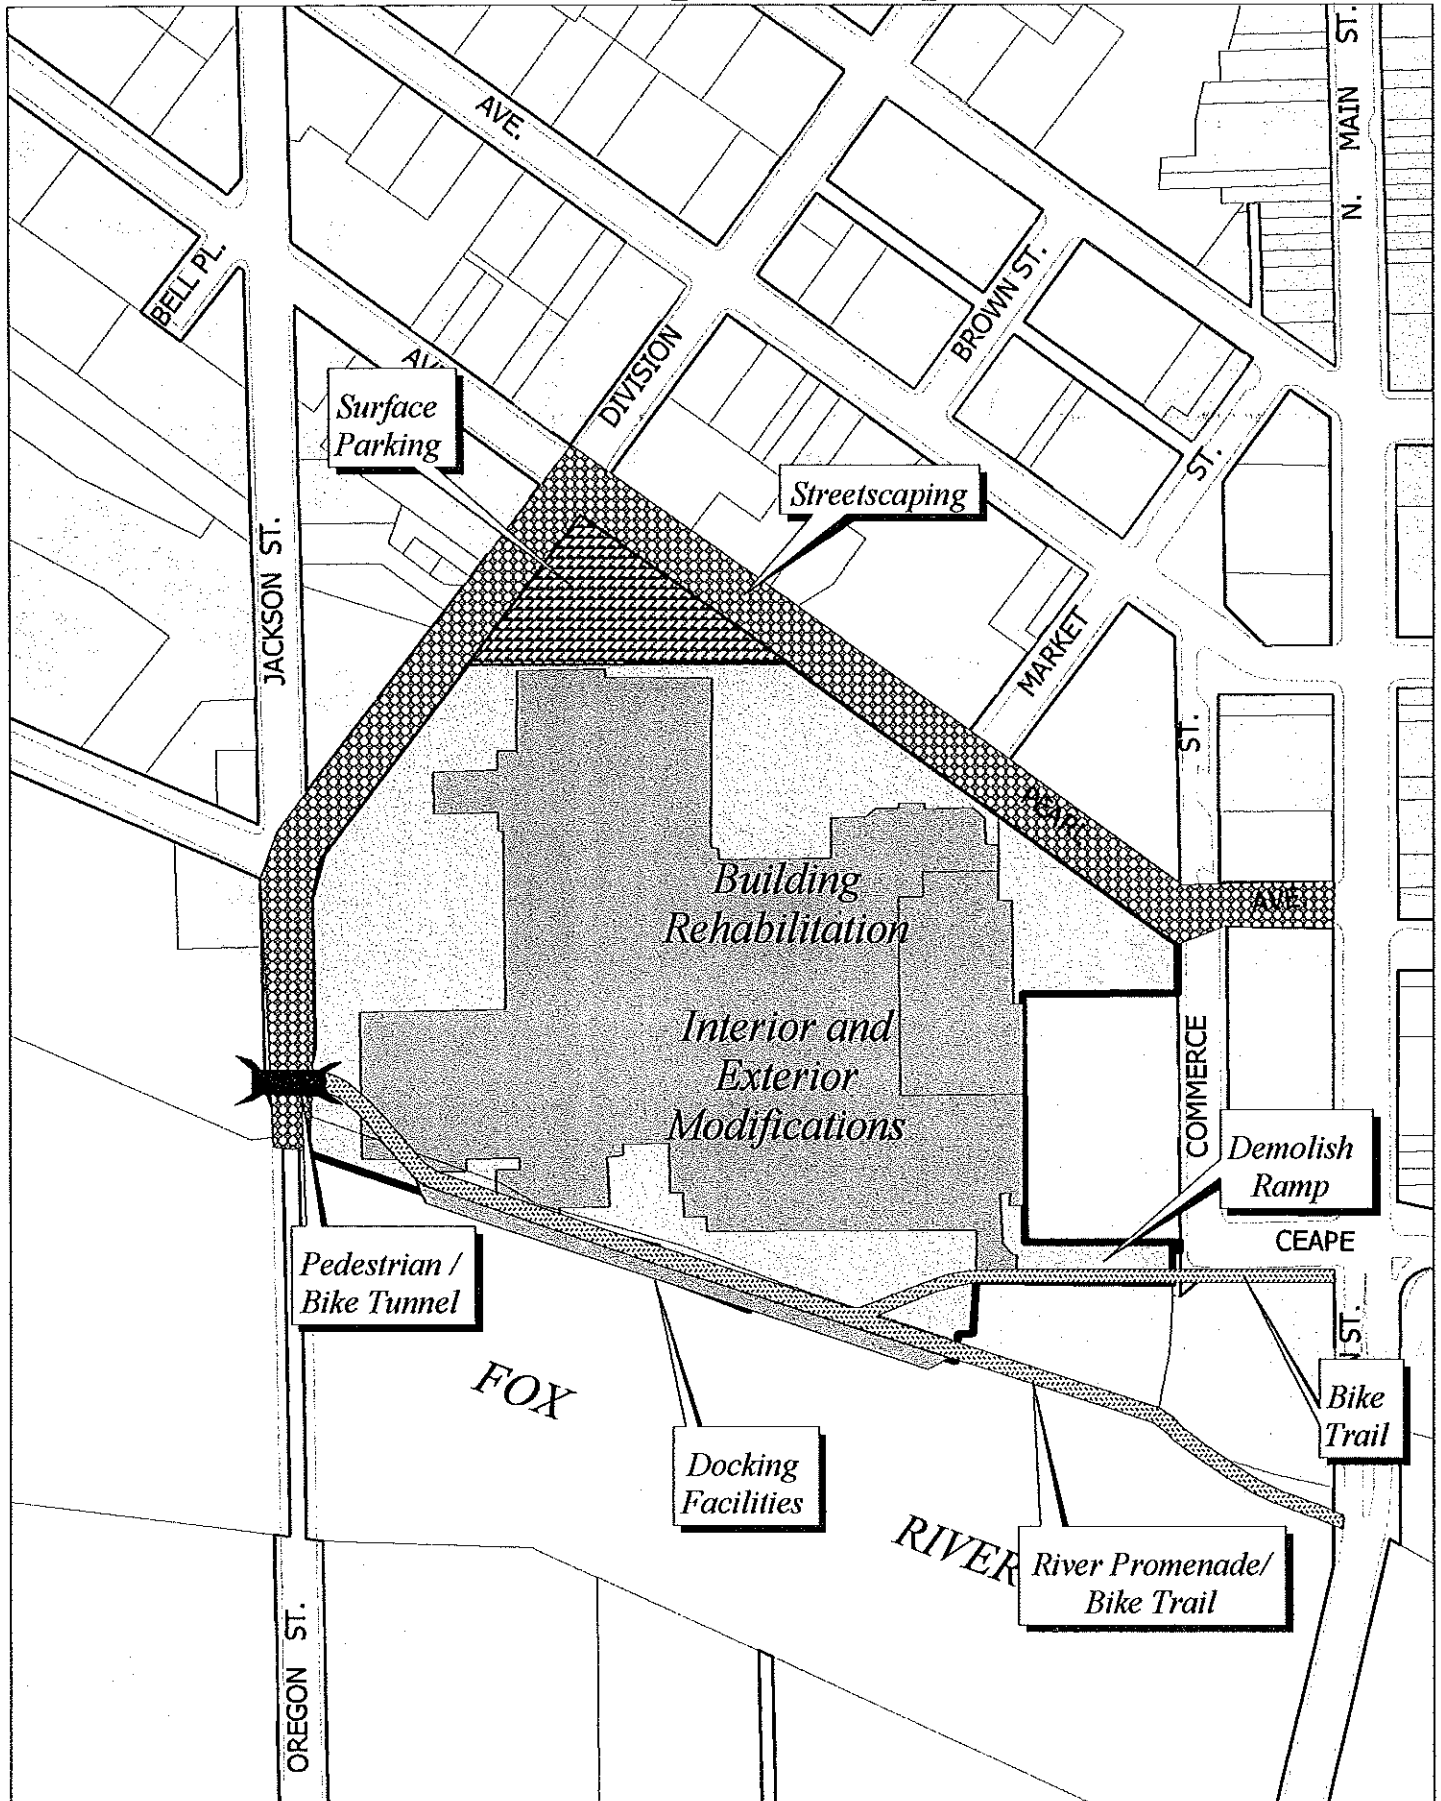 ST.
MAIN
N.
AVE.
BELL PL.
BROWN ST.
DIVISION
Surface
Parking
Streetscaping
ST.
JACKSON ST.
MARKET
ST.
PEARL
AVE.
Building
Rehabilitation
Interior and
Exterior
Modifications
COMMERCE
Demolish
Ramp
CEAPE
Pedestrian /
Bike Tunnel
ST.
FOX
Bike
Trail
Docking
Facilities
RIVER
River Promenade/
Bike Trail
OREGON ST.